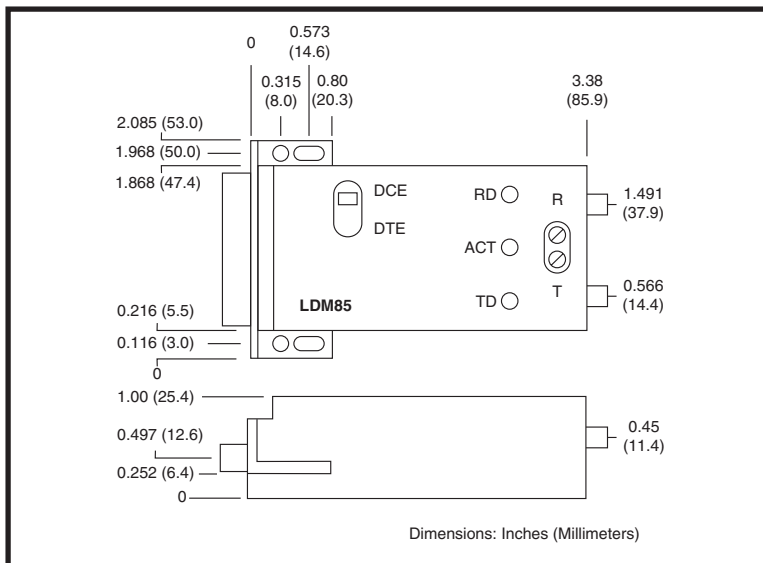 0
0.573
(14.6)
0.315
(8.0)
0.80
(20.3)
3.38
(85.9)
2.085 (53.0)
1.968 (50.0)
1.868 (47.4)
DCE
DTE
RD
ACT
TD
R
T
1.491
(37.9)
0.566
(14.4)
LDM85
0.216 (5.5)
0.116 (3.0)
0
1.00 (25.4)
0.497 (12.6)
0.252 (6.4)
0
0.45
(11.4)
Dimensions: Inches (Millimeters)